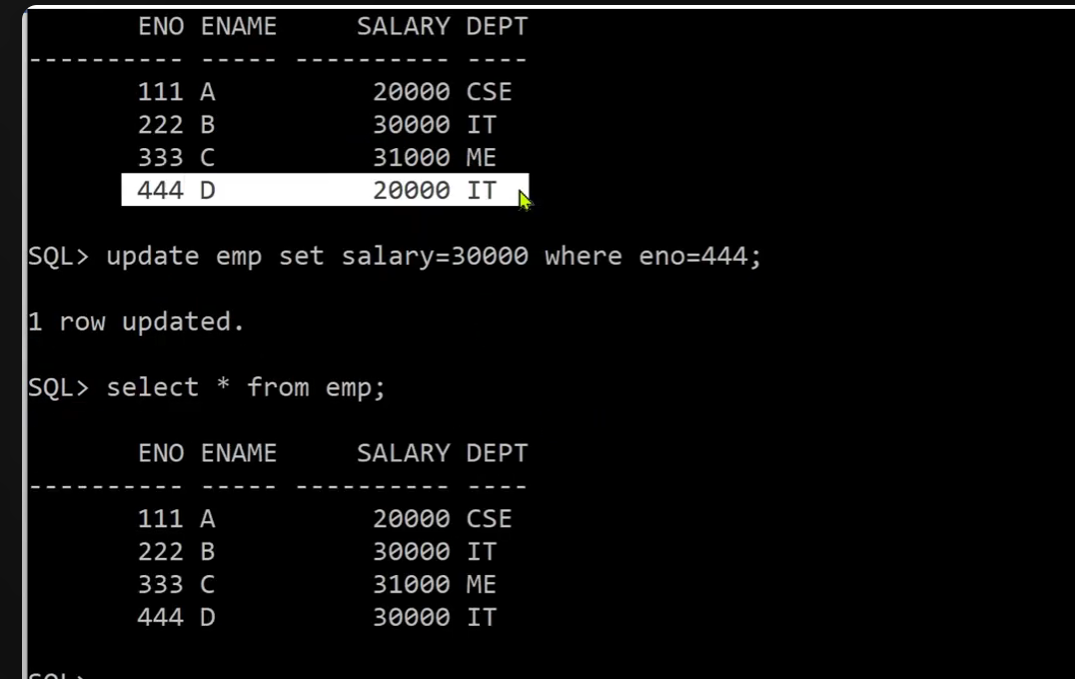 ENO ENAME SALARY DEPT
---------- ----- ---------- ----
111 A 20000 CSE
222 B 30000 IT
333 C 31000 ME
444 D 20000 IT
SQL> update emp set salary=30000 where eno=444;
1 row updated.
SQL> select * from emp;
ENO ENAME SALARY DEPT
---------- ----- ---------- ----
111 A 20000 CSE
222 B 30000 IT
333 C 31000 ME
444 D 30000 IT
SQL>